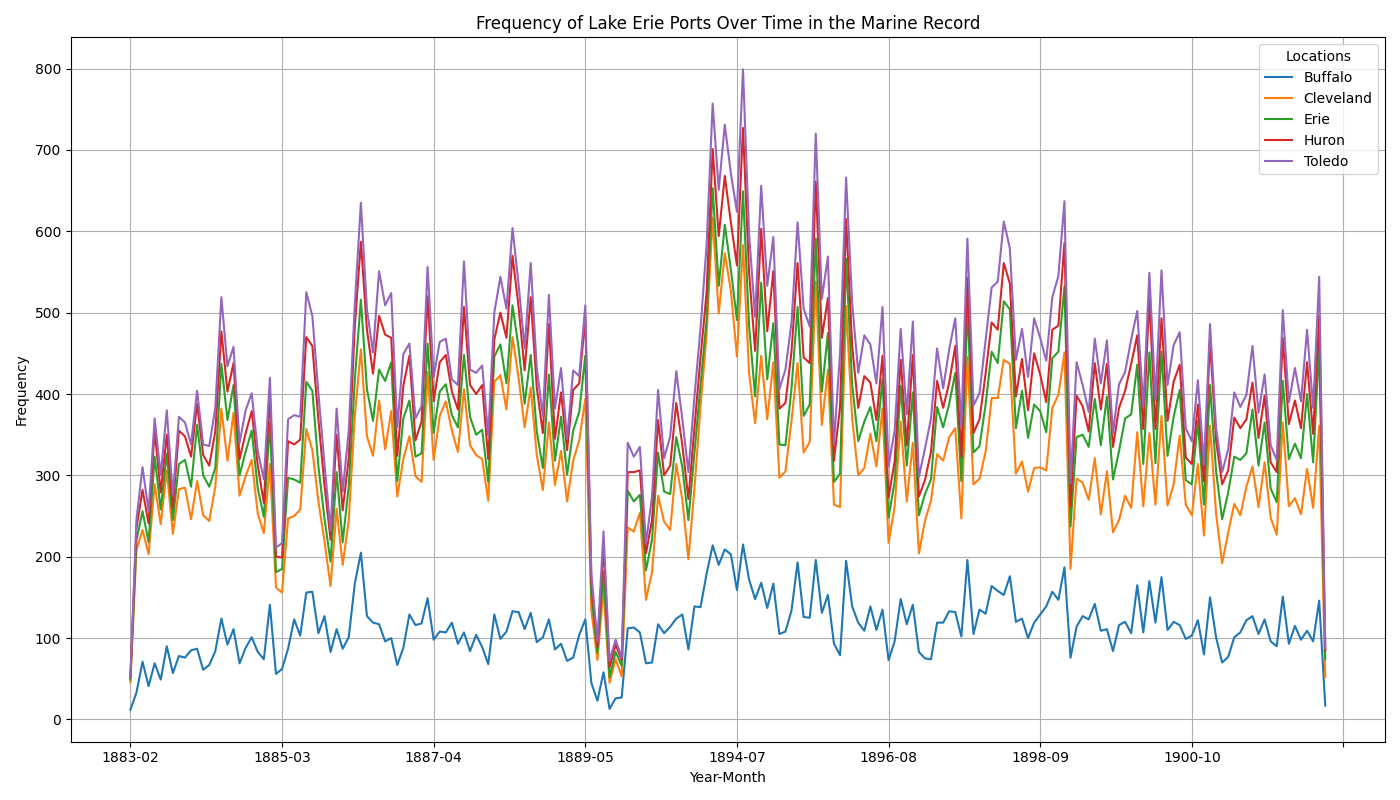 Frequency of Lake Erie Ports Over Time in the Marine Record
Locations
Buffalo
Cleveland
Erie
Huron
Toledo
Frequency
800
700
600
500
400
300
200
100
0
1883-02 1885-03 1887-04 1889-05 1894-07 1896-08 1898-09 1900-10
Year-Month